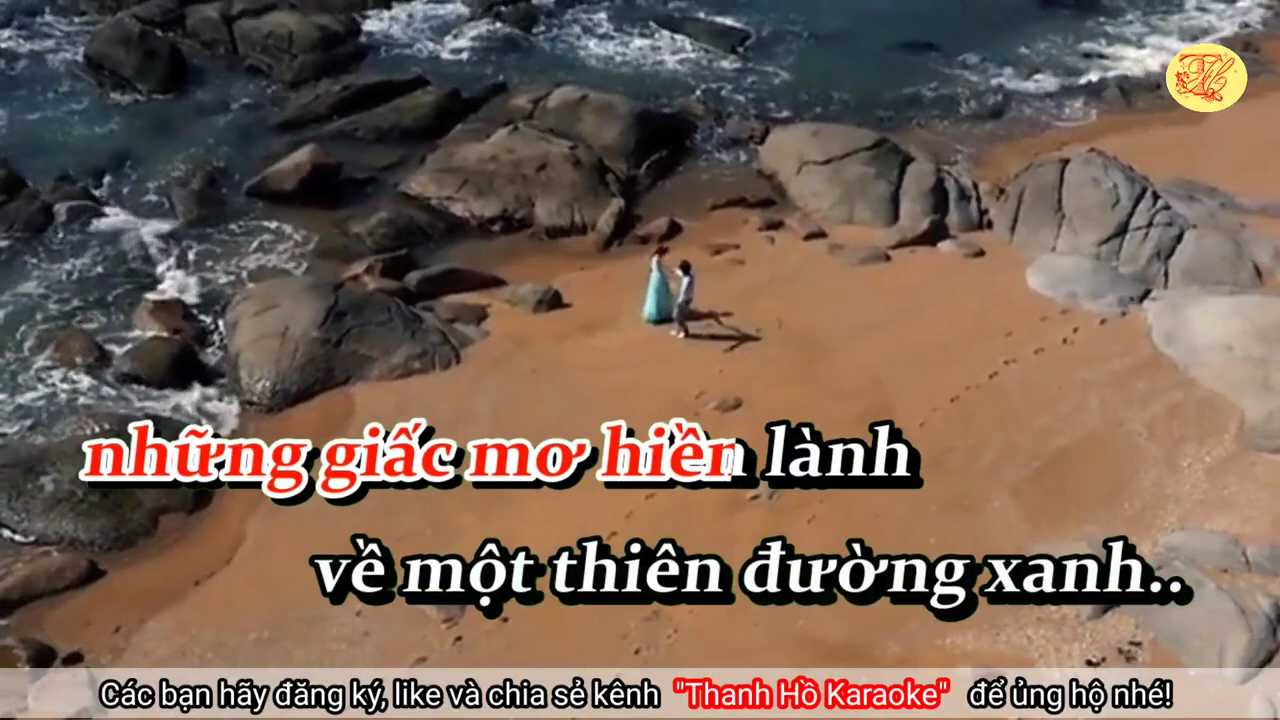 những giấc mơ hiền lành
về một thiên đường xanh..
Các bạn hãy đăng ký, like và chia sẻ kênh "Thanh Hồ Karaoke" để ủng hộ nhé!